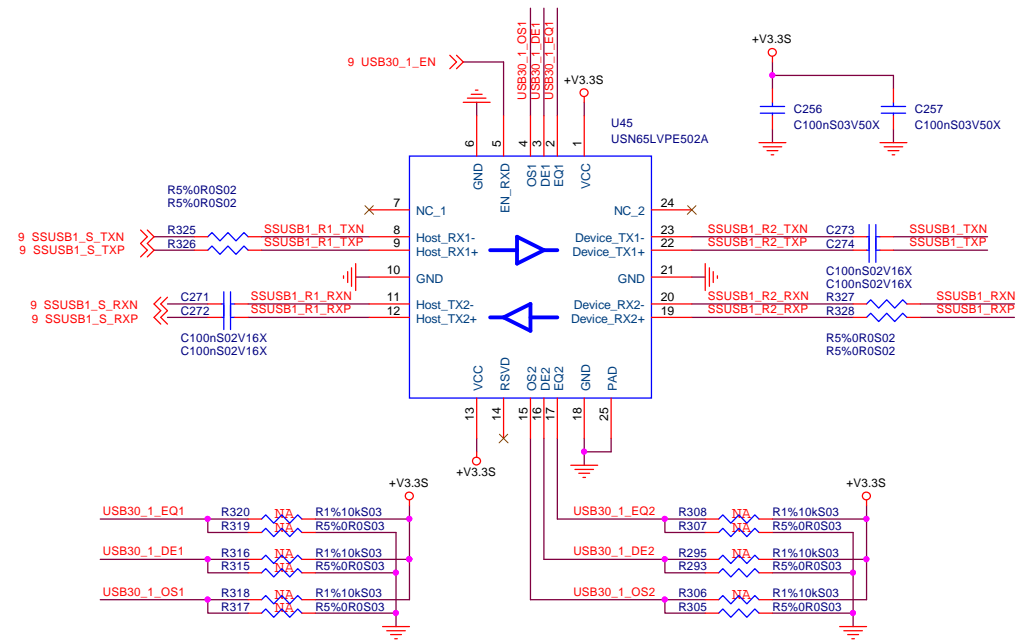 USB30_1_OS1
USB30_1_DE1
USB30_1_EQ1
9 USB30_1_EN
+V3.3S
+V3.3S
C256
C100nS03V50X
C257
C100nS03V50X
U45
USN65LVPE502A
6
5
4
3
2
1
GND
EN_RXD
OS1
DE1
EQ1
VCC
R5%0R0S02
R5%0R0S02
7
NC_1
NC_2
24
9 SSUSB1_S_TXN
R325
SSUSB1_R1_TXN
8
Host_RX1-
Device_TX1-
23
SSUSB1_R2_TXN
C273
SSUSB1_TXN
9 SSUSB1_S_TXP
R326
SSUSB1_R1_TXP
9
Host_RX1+
Device_TX1+
22
SSUSB1_R2_TXP
C274
SSUSB1_TXP
10
GND
GND
21
C100nS02V16X
C100nS02V16X
9 SSUSB1_S_RXN
C271
SSUSB1_R1_RXN
11
Host_TX2-
Device_RX2-
20
SSUSB1_R2_RXN
R327
SSUSB1_RXN
9 SSUSB1_S_RXP
C272
SSUSB1_R1_RXP
12
Host_TX2+
Device_RX2+
19
SSUSB1_R2_RXP
R328
SSUSB1_RXP
C100nS02V16X
C100nS02V16X
R5%0R0S02
R5%0R0S02
VCC
RSVD
OS2
DE2
EQ2
GND
PAD
13
14
15
16
17
18
25
+V3.3S
+V3.3S
+V3.3S
USB30_1_EQ1
R320
NA
R1%10kS03
R319
NA
R5%0R0S03
USB30_1_DE1
R316
NA
R1%10kS03
R315
NA
R5%0R0S03
USB30_1_OS1
R318
NA
R1%10kS03
R317
NA
R5%0R0S03
USB30_1_EQ2
R308
NA
R1%10kS03
R307
NA
R5%0R0S03
USB30_1_DE2
R295
NA
R1%10kS03
R293
R5%0R0S03
USB30_1_OS2
R306
NA
R1%10kS03
R305
NA
R5%0R0S03